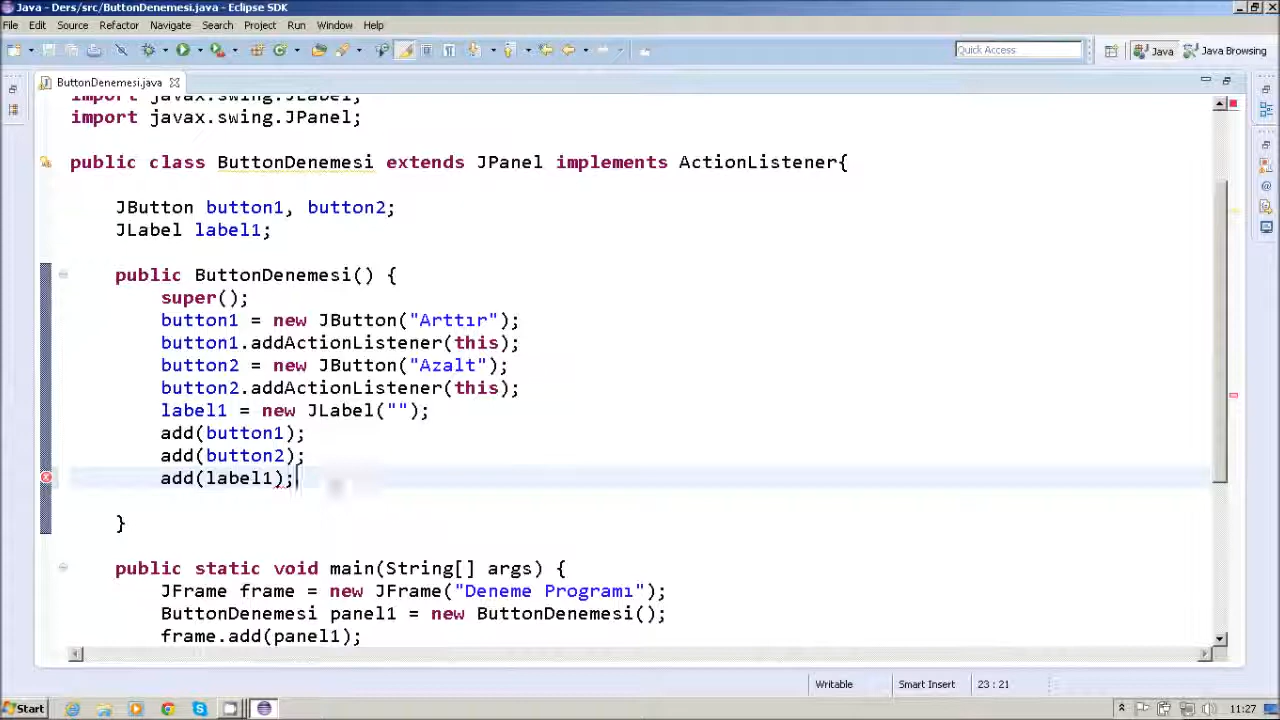 Java - Ders/src/ButtonDenemesi.java - Eclipse SDK
File Edit Source Refactor Navigate Search Project Run Window Help
Quick Access Java Java Browsing
ButtonDenemesi.java
import javax.swing.JLabel;
import javax.swing.JPanel;
public class ButtonDenemesi extends JPanel implements ActionListener{
JButton button1, button2;
JLabel label1;
public ButtonDenemesi() {
super();
button1 = new JButton("Arttır");
button1.addActionListener(this);
button2 = new JButton("Azalt");
button2.addActionListener(this);
label1 = new JLabel("");
add(button1);
add(button2);
add(label1);
}
public static void main(String[] args) {
JFrame frame = new JFrame("Deneme Programı");
ButtonDenemesi panel1 = new ButtonDenemesi();
frame.add(panel1);
Writable Smart Insert 23 : 21
Start 11:27